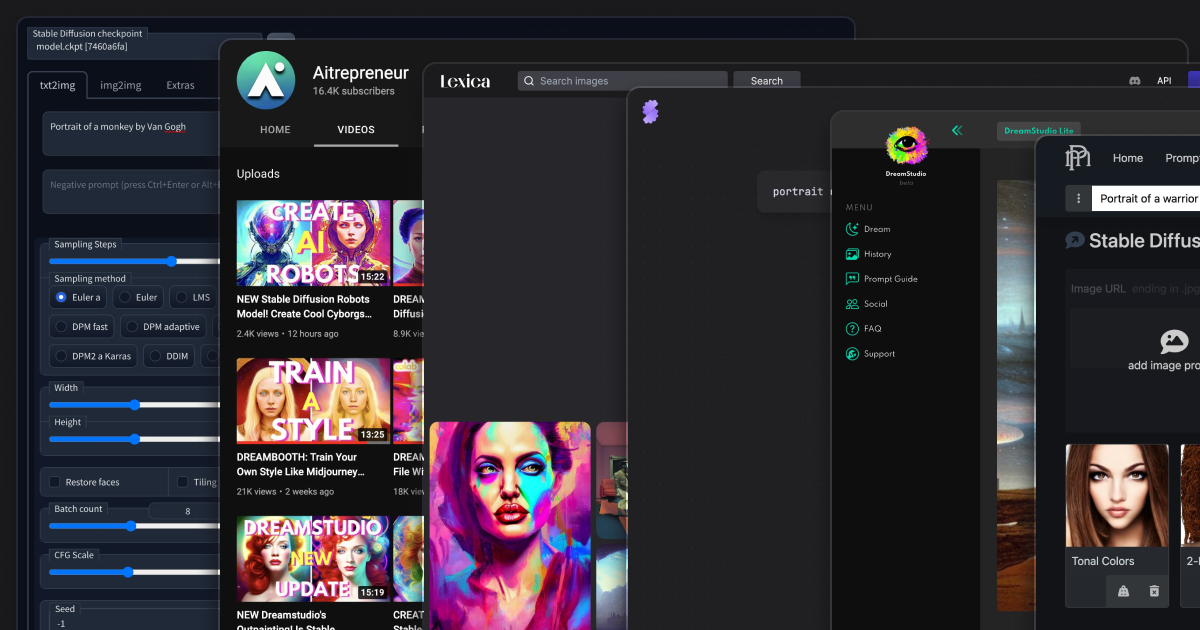 Stable Diffusion checkpoint
model.ckpt [7460a6fa]
txt2img
img2img
Extras
Portrait of a monkey by Van Gogh
Negative prompt (press Ctrl+Enter or Alt+
Sampling Steps
Sampling method
Euler a
Euler
LMS
DPM fast
DPM adaptive
DPM2 a Karras
DDIM
Width
Height
Restore faces
Tiling
Batch count
8
CFG Scale
Seed
-1
Aitrepreneur
16.4K subscribers
HOME
VIDEOS
Uploads
CREATE
AI
ROBOTS
15:22
NEW Stable Diffusion Robots
Model! Create Cool Cyborgs...
2.4K views • 12 hours ago
DREAM
Diffusi
8.9K vie
TRAIN
A
STYLE
13:25
DREAMBOOTH: Train Your
Own Style Like Midjourney...
21K views • 2 weeks ago
colab
DREAM
File Wi
18K vie
DREAMSTUDIO
NEW
UPDATE
15:19
NEW Dreamstudio's
Outpainting! Is Stable
CREAT
Stable
Lexica
Search images
Search
API
portrait
DreamStudio
beta
MENU
Dream
History
Prompt Guide
Social
FAQ
Support
DreamStudio Lite
Home
Promp
Portrait of a warrior
Stable Diffus
Image URL
ending in .jpg
add image pro
Tonal Colors
2-